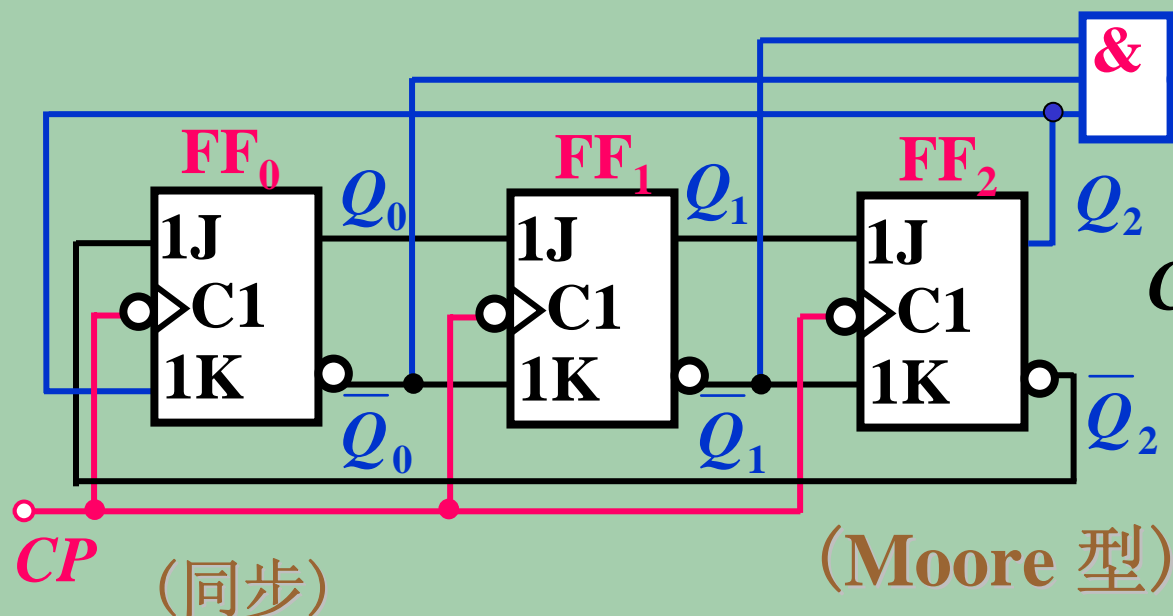 &
FF₀ FF₁ FF₂
Q₀ Q₁ Q₂
1J 1J 1J
C1 C1 C1
1K 1K 1K
Q̅₀ Q̅₁ Q̅₂
CP
(同步)
(Moore 型)